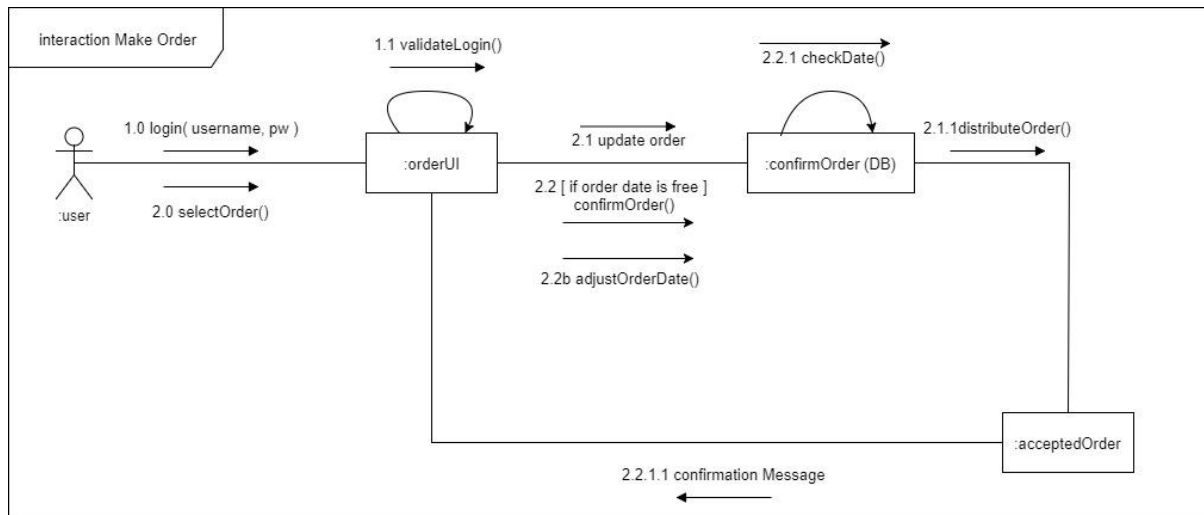 interaction Make Order
1.1 validateLogin()
2.2.1 checkDate()
1.0 login( username, pw )
2.1 update order
2.1.1distributeOrder()
:orderUI
:confirmOrder (DB)
2.2 [ if order date is free ]
confirmOrder()
:user
2.0 selectOrder()
2.2b adjustOrderDate()
:acceptedOrder
2.2.1.1 confirmation Message